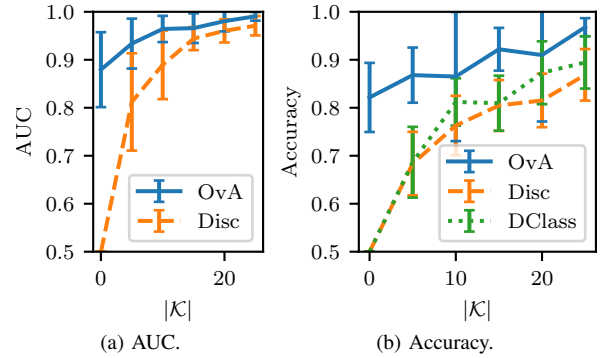 1.0
0.9
0.8
0.7
0.6
0.5
AUC
OvA
Disc
0 20
|𝒦|
(a) AUC.
1.0
0.9
0.8
0.7
0.6
0.5
Accuracy
OvA
Disc
DClass
0 10 20
|𝒦|
(b) Accuracy.